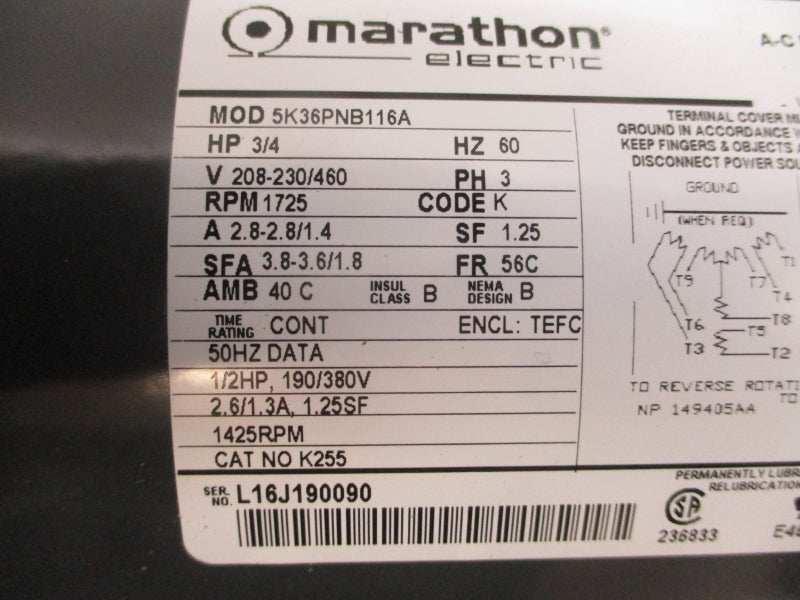 marathon®
electric
A-C
MOD 5K36PNB116A
HP 3/4 HZ 60
V 208-230/460 PH 3
RPM 1725 CODE K
A 2.8-2.8/1.4 SF 1.25
SFA 3.8-3.6/1.8 FR 56C
AMB 40 C INSUL CLASS B NEMA DESIGN B
TIME RATING CONT ENCL: TEFC
50HZ DATA
1/2HP, 190/380V
2.6/1.3A, 1.25SF
1425RPM
CAT NO K255
SER. NO. L16J190090
TERMINAL COVER
GROUND IN ACCORDANCE
KEEP FINGERS & OBJECTS
DISCONNECT POWER
GROUND
(WHEN REQ)
T1
T9 T7
T4
T6 T8
T5
T3 T2
TO REVERSE
TO
NP 149405AA
PERMANENTLY
RELUBRICATION
SA
236833